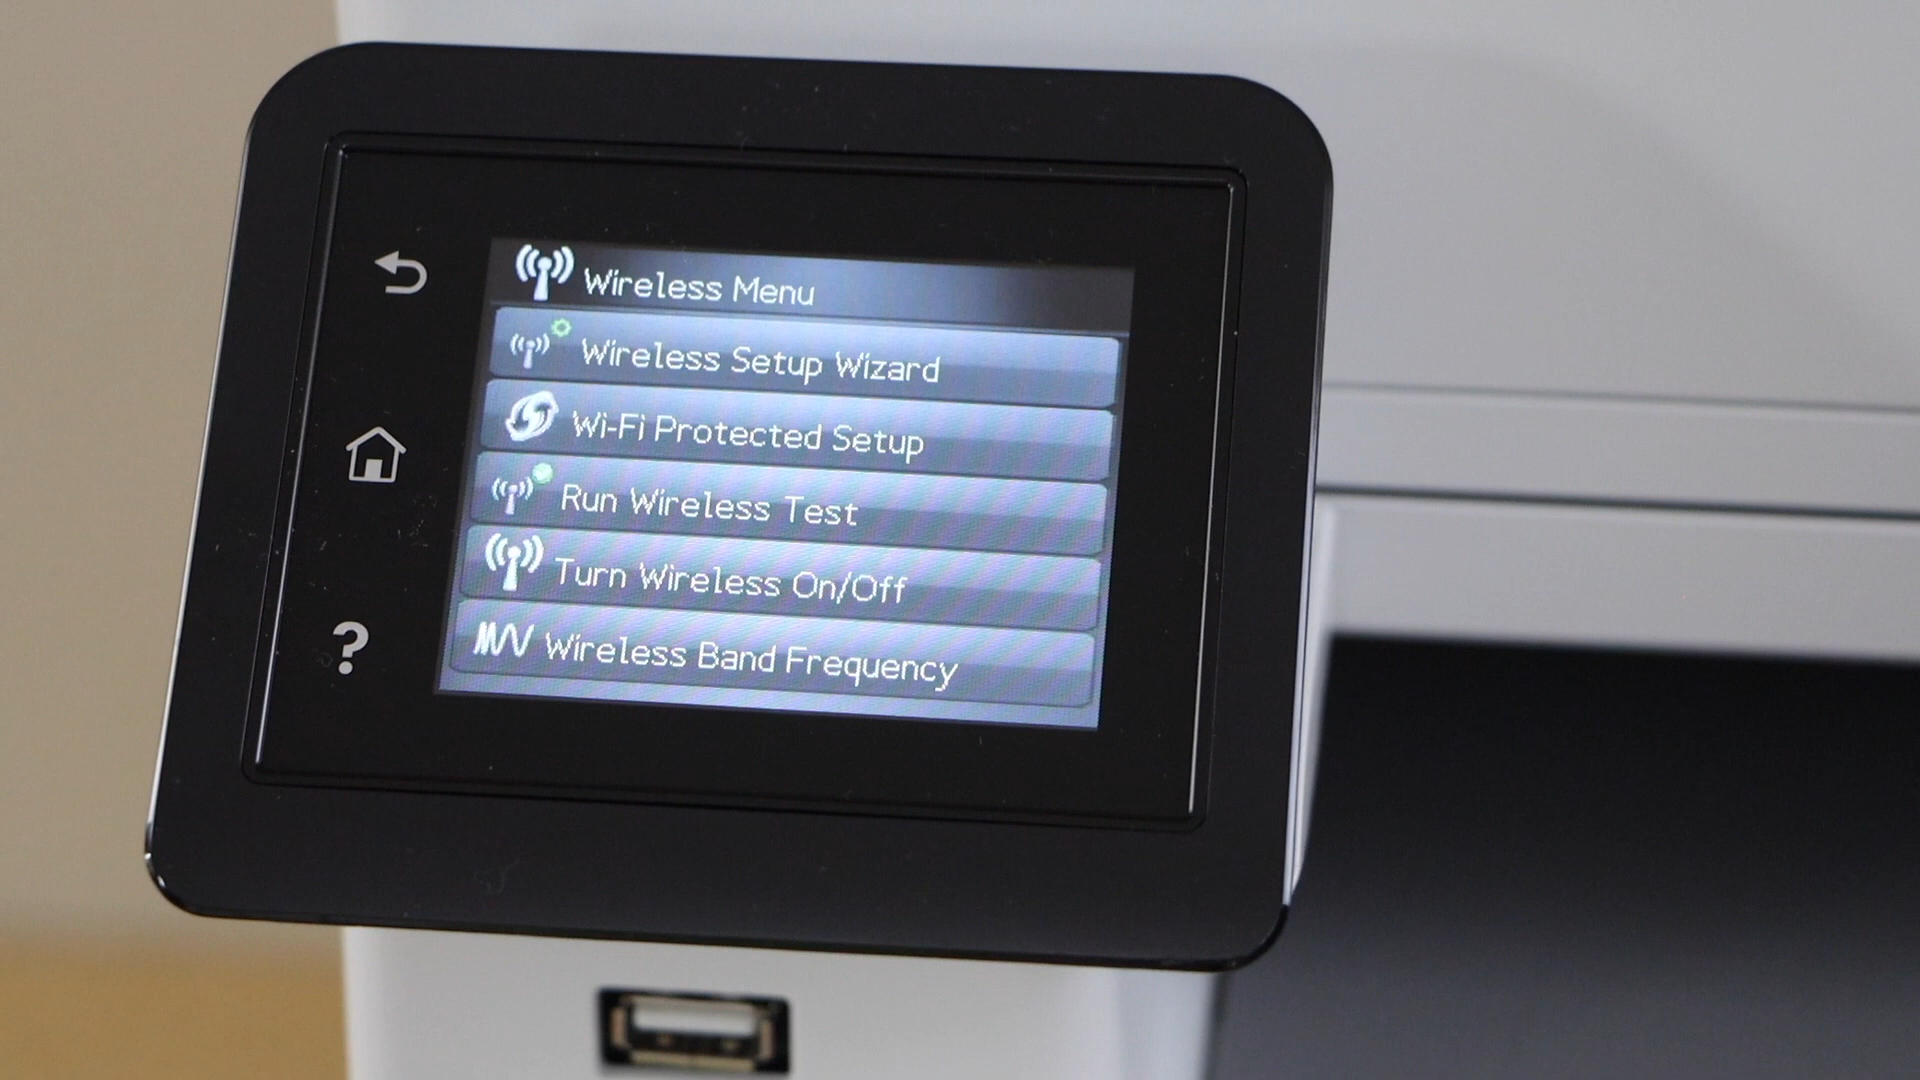 Wireless Menu
Wireless Setup Wizard
Wi-Fi Protected Setup
Run Wireless Test
Turn Wireless On/Off
Wireless Band Frequency
?